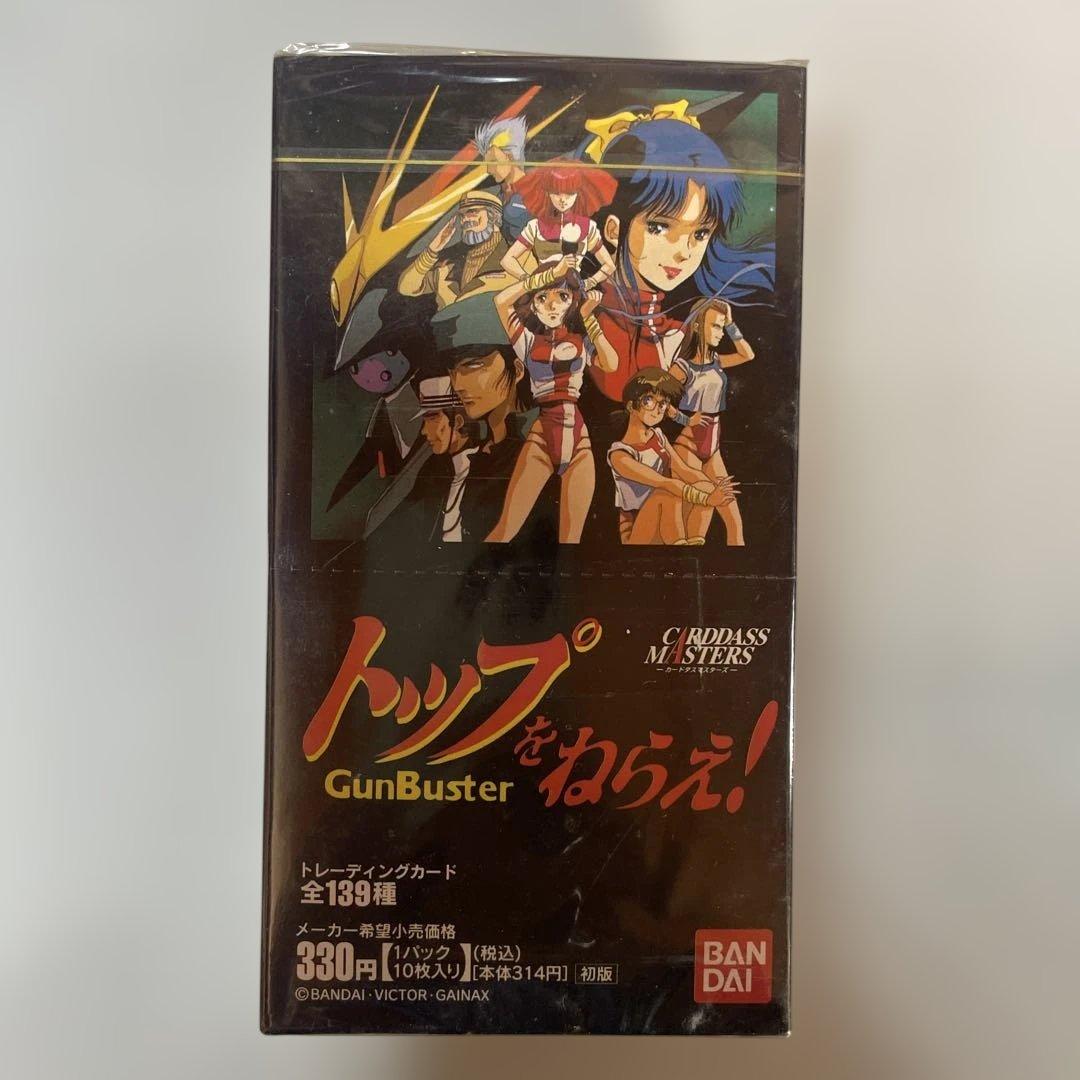 CARDDASS
MASTERS
－カードダスマスターズ－
トップをねらえ!
GunBuster
トレーディングカード
全139種
メーカー希望小売価格
330円【1パック10枚入り】(税込)[本体314円] 初版
©BANDAI・VICTOR・GAINAX
BAN
DAI